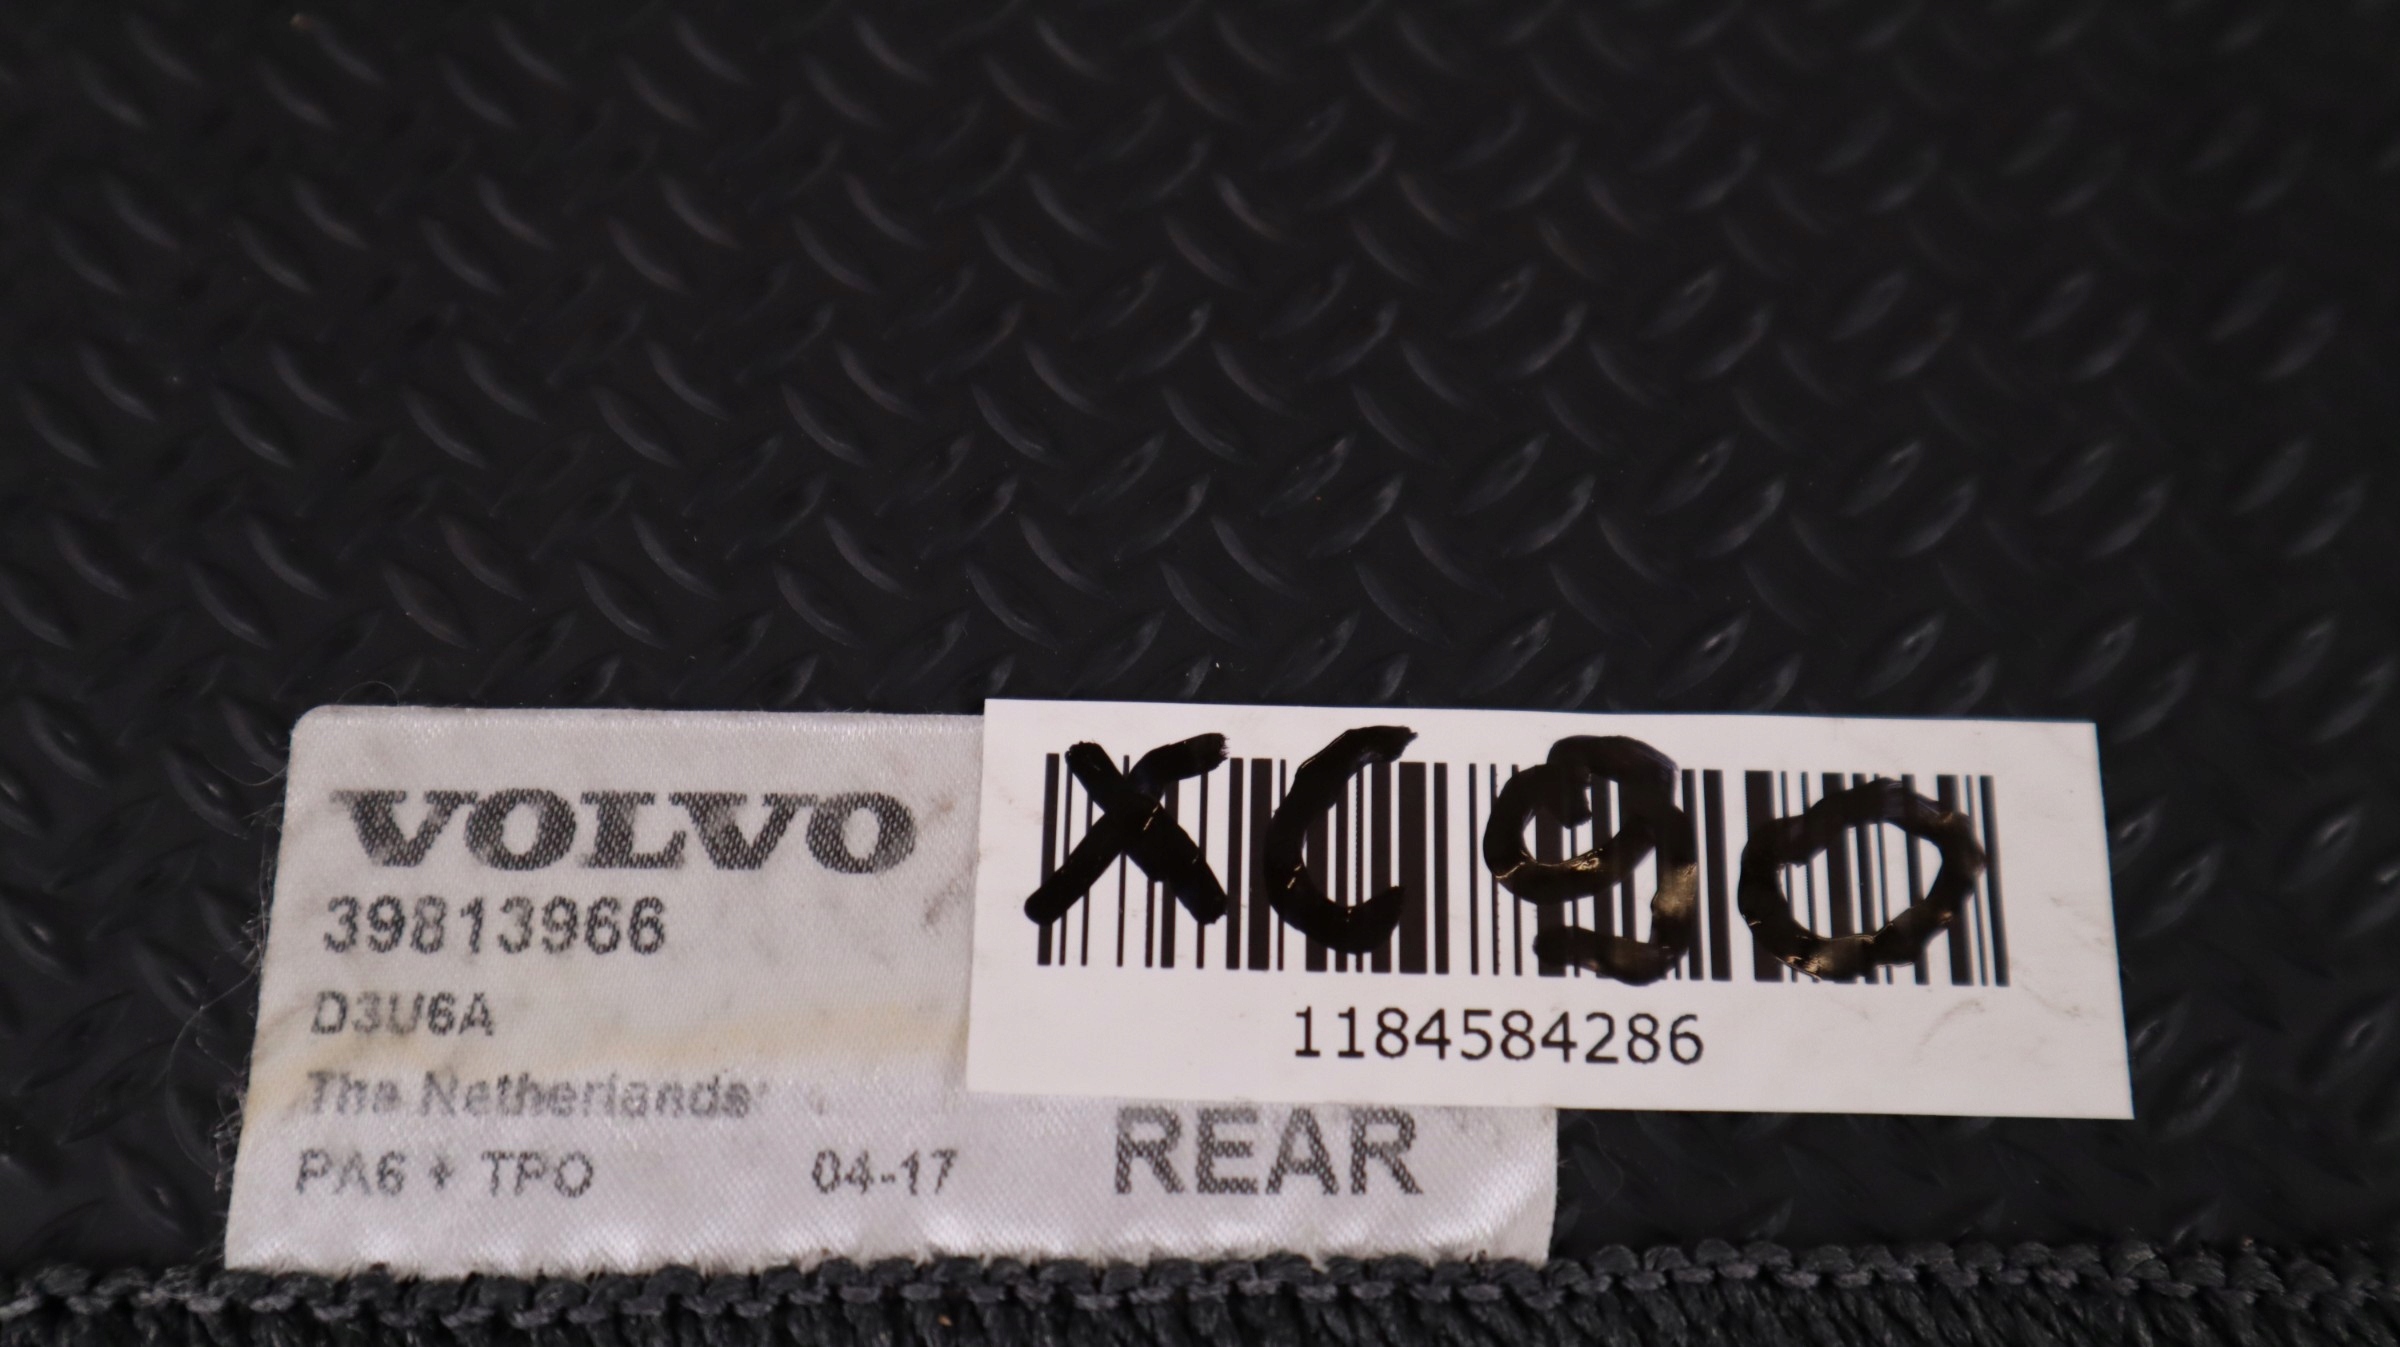 VOLVO
39813966
D3U6A
The Netherlands
PA6 + TPO 04-17 REAR
XC90
1184584286